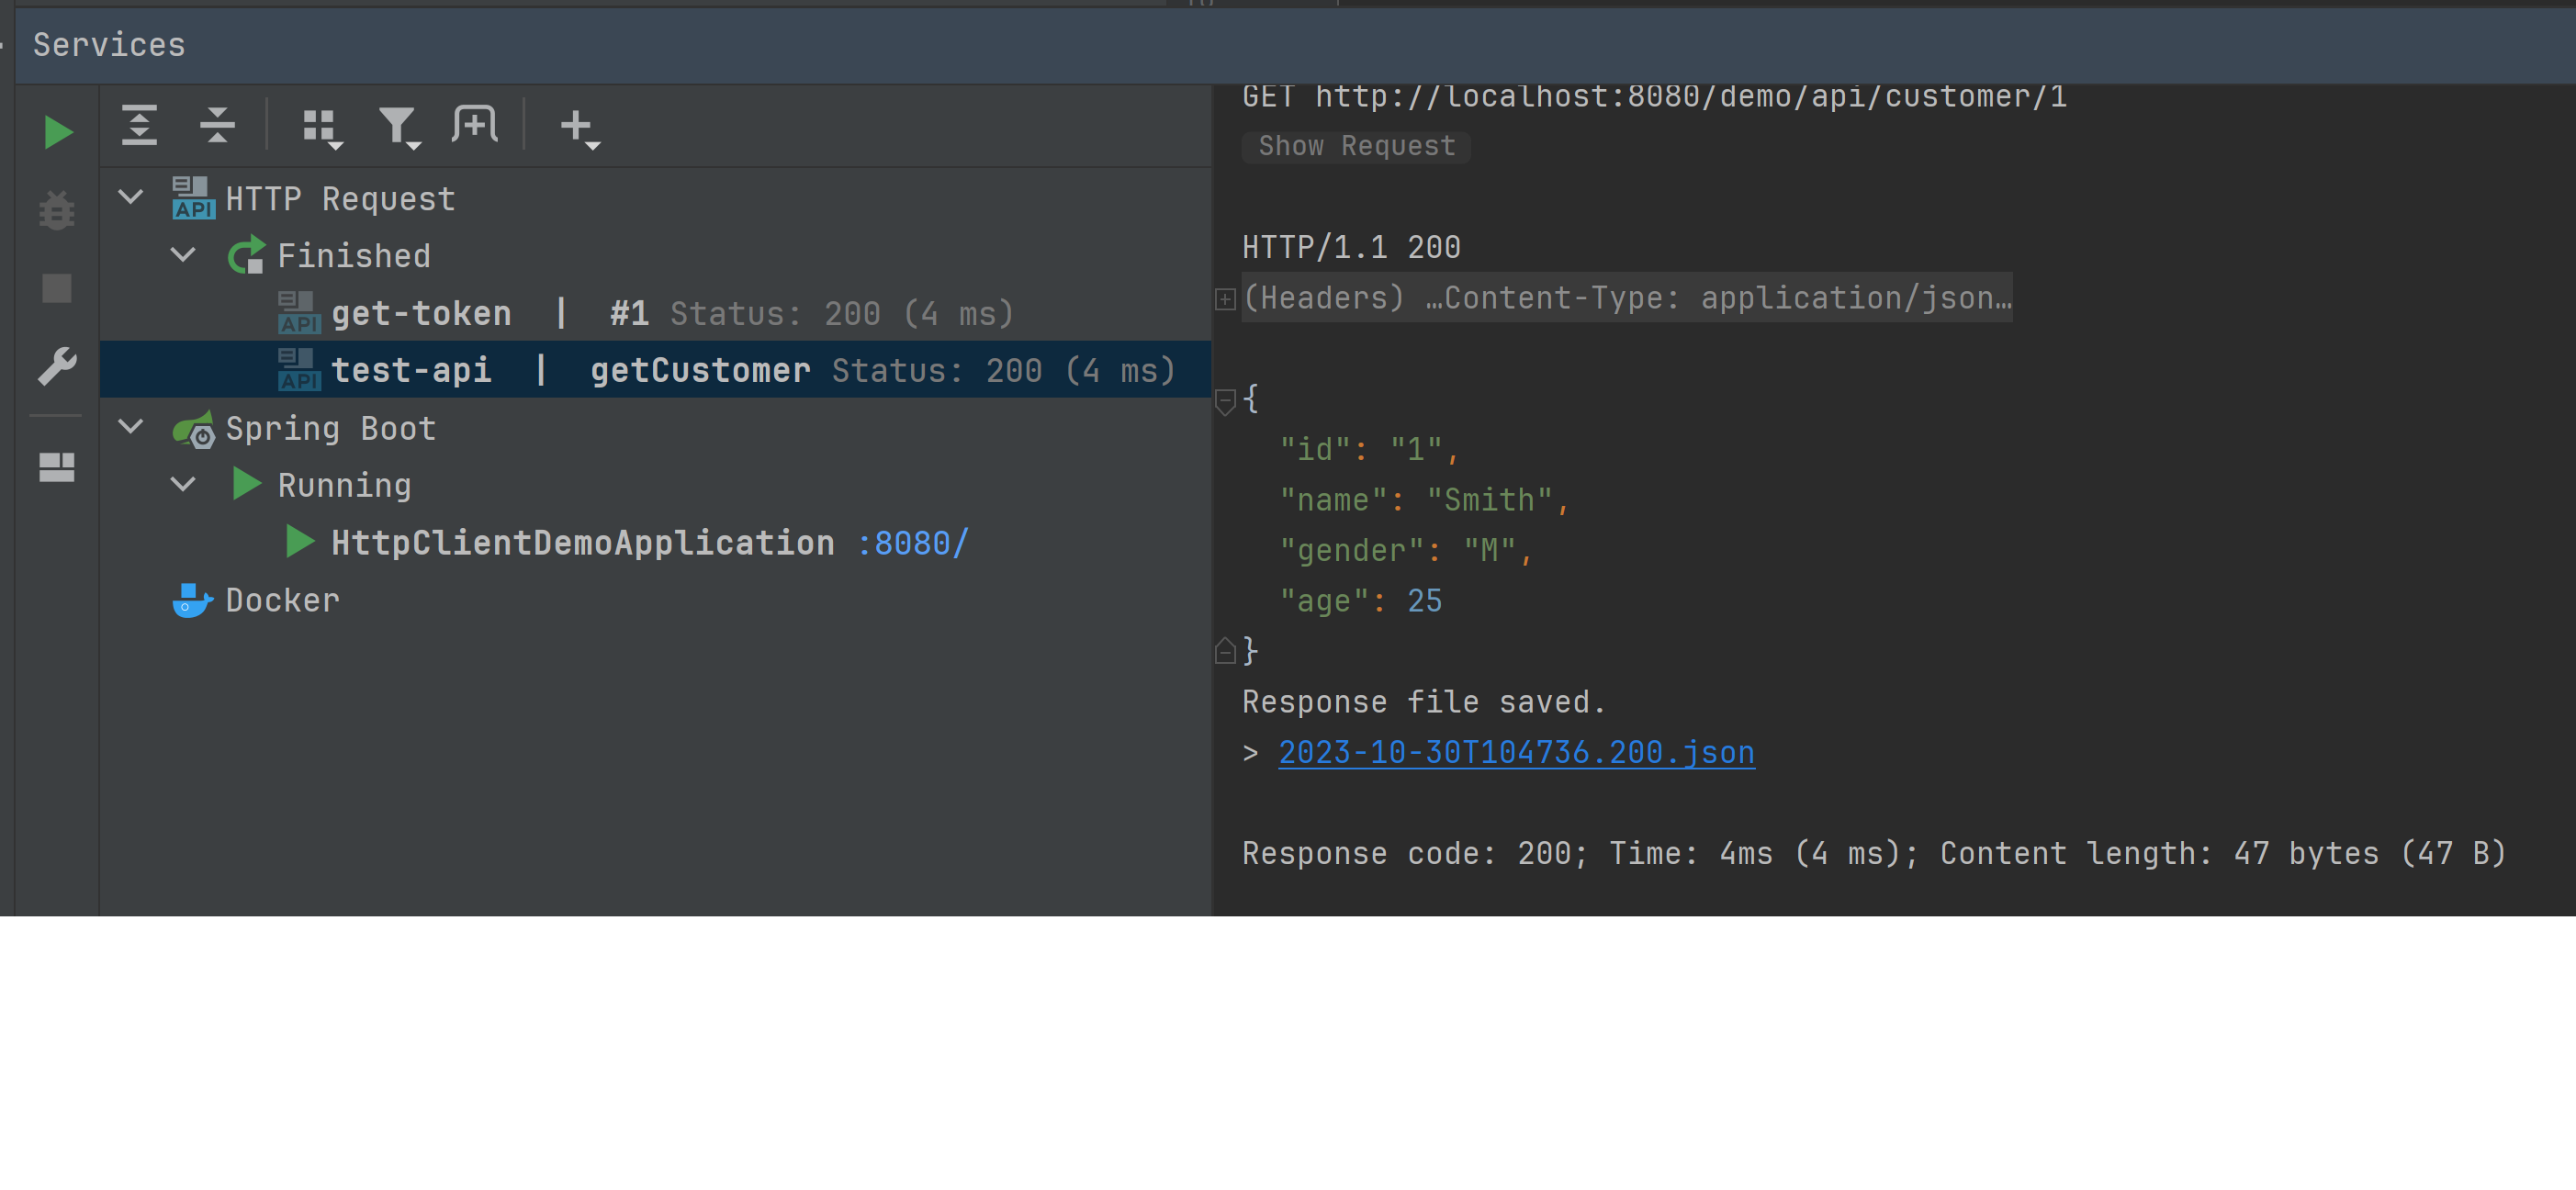 Services
HTTP Request
Finished
get-token | #1 Status: 200 (4 ms)
test-api | getCustomer Status: 200 (4 ms)
Spring Boot
Running
HttpClientDemoApplication :8080/
Docker
GET http://localhost:8080/demo/api/customer/1
Show Request
HTTP/1.1 200
(Headers) …Content-Type: application/json…
{
"id": "1",
"name": "Smith",
"gender": "M",
"age": 25
}
Response file saved.
> 2023-10-30T104736.200.json
Response code: 200; Time: 4ms (4 ms); Content length: 47 bytes (47 B)
API
API
API